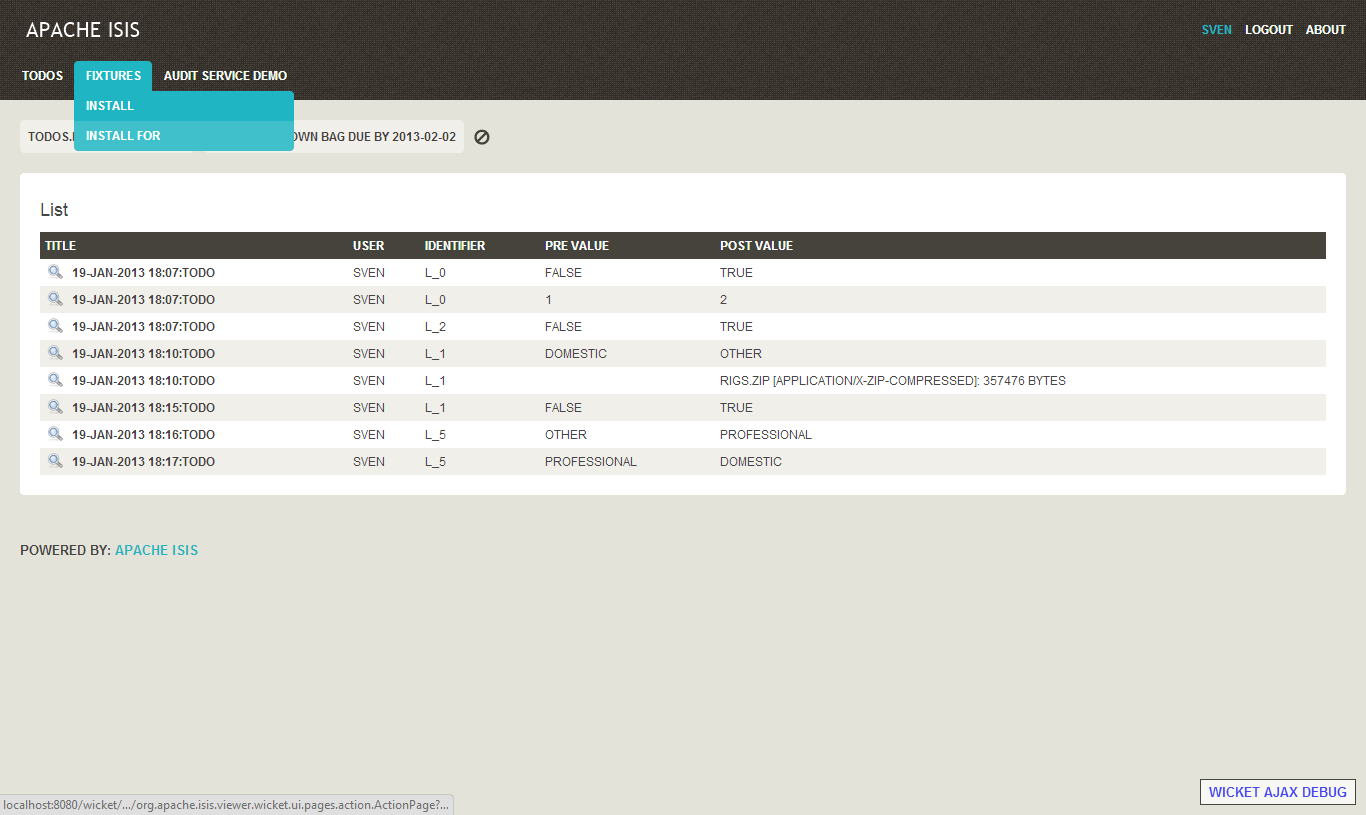 APACHE ISIS
SVEN LOGOUT ABOUT
TODOS FIXTURES AUDIT SERVICE DEMO
INSTALL
INSTALL FOR
TODOS. OWN BAG DUE BY 2013-02-02
List
TITLE USER IDENTIFIER PRE VALUE POST VALUE
19-JAN-2013 18:07:TODO SVEN L_0 FALSE TRUE
19-JAN-2013 18:07:TODO SVEN L_0 1 2
19-JAN-2013 18:07:TODO SVEN L_2 FALSE TRUE
19-JAN-2013 18:10:TODO SVEN L_1 DOMESTIC OTHER
19-JAN-2013 18:10:TODO SVEN L_1 RIGS.ZIP [APPLICATION/X-ZIP-COMPRESSED]: 357476 BYTES
19-JAN-2013 18:15:TODO SVEN L_1 FALSE TRUE
19-JAN-2013 18:16:TODO SVEN L_5 OTHER PROFESSIONAL
19-JAN-2013 18:17:TODO SVEN L_5 PROFESSIONAL DOMESTIC
POWERED BY: APACHE ISIS
WICKET AJAX DEBUG
localhost:8080/wicket/.../org.apache.isis.viewer.wicket.ui.pages.action.ActionPage?...